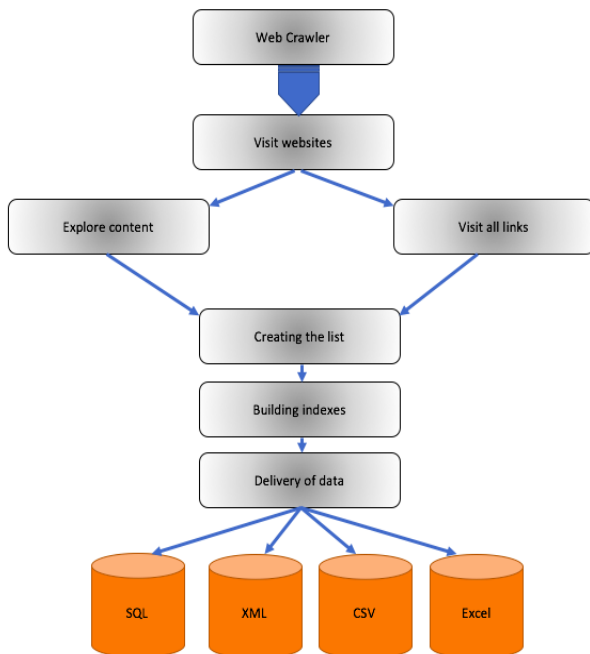 Web Crawler
Visit websites
Explore content
Visit all links
Creating the list
Building indexes
Delivery of data
SQL
XML
CSV
Excel